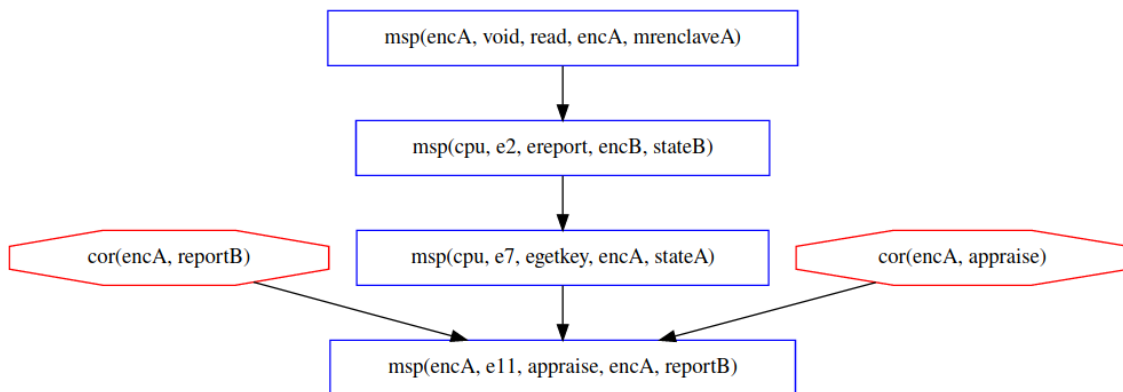 msp(encA, void, read, encA, mrenclaveA)
msp(cpu, e2, ereport, encB, stateB)
cor(encA, reportB)
msp(cpu, e7, egetkey, encA, stateA)
cor(encA, appraise)
msp(encA, e11, appraise, encA, reportB)